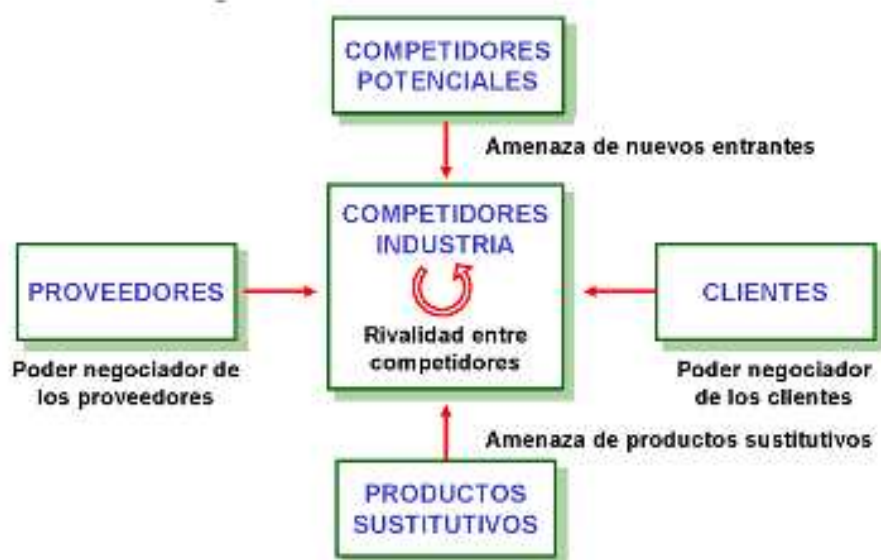 COMPETIDORES
POTENCIALES
Amenaza de nuevos entrantes
COMPETIDORES
INDUSTRIA
Rivalidad entre
competidores
PROVEEDORES
Poder negociador de
los proveedores
CLIENTES
Poder negociador
de los clientes
Amenaza de productos sustitutivos
PRODUCTOS
SUSTITUTIVOS